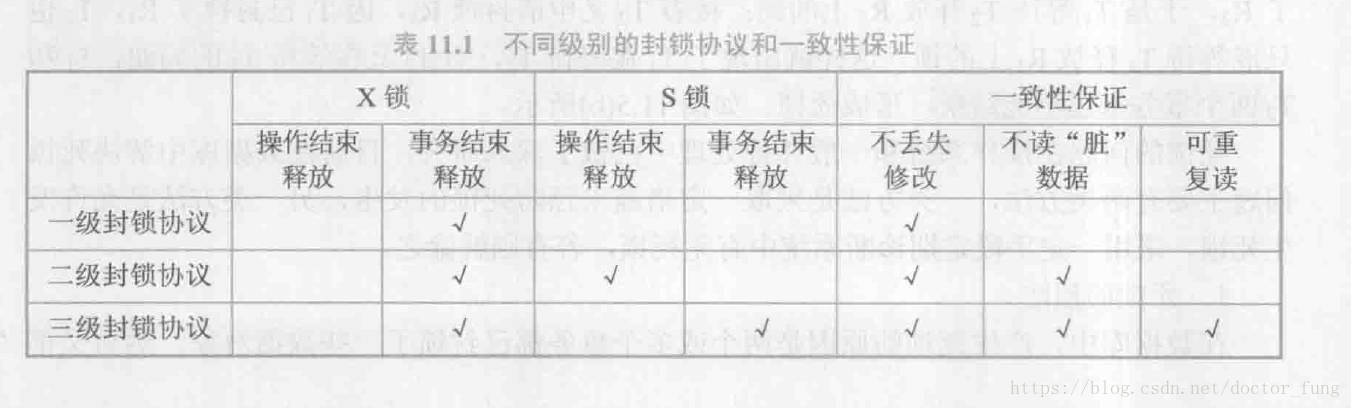 表 11.1 不同级别的封锁协议和一致性保证
X 锁 S 锁 一致性保证
操作结束释放 事务结束释放 操作结束释放 事务结束释放 不丢失修改 不读“脏”数据 可重复读
一级封锁协议 √ √
二级封锁协议 √ √ √ √
三级封锁协议 √ √ √ √ √
https://blog.csdn.net/doctor_fung